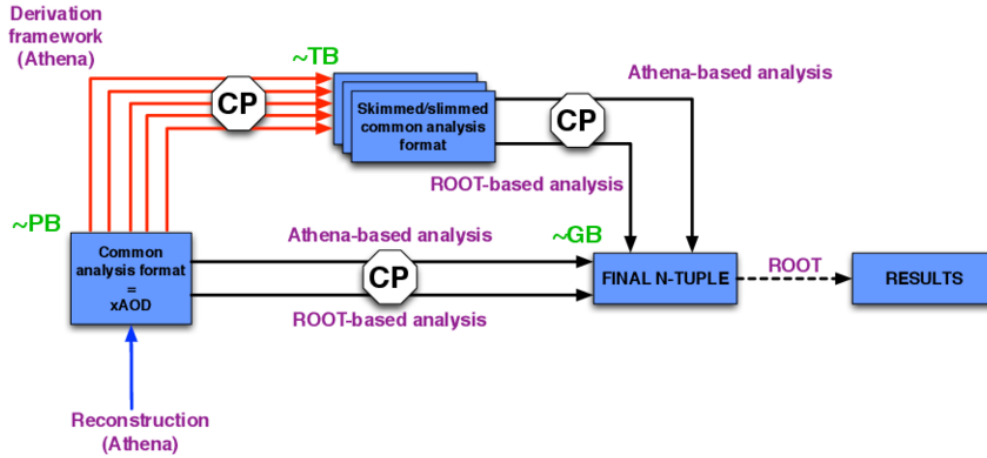 Derivation
framework
(Athena)
~TB
CP
Skimmed/slimmed
common analysis
format
CP
Athena-based analysis
ROOT-based analysis
~PB
Common
analysis format
=
xAOD
Athena-based analysis
CP
ROOT-based analysis
~GB
FINAL N-TUPLE
ROOT
RESULTS
Reconstruction
(Athena)